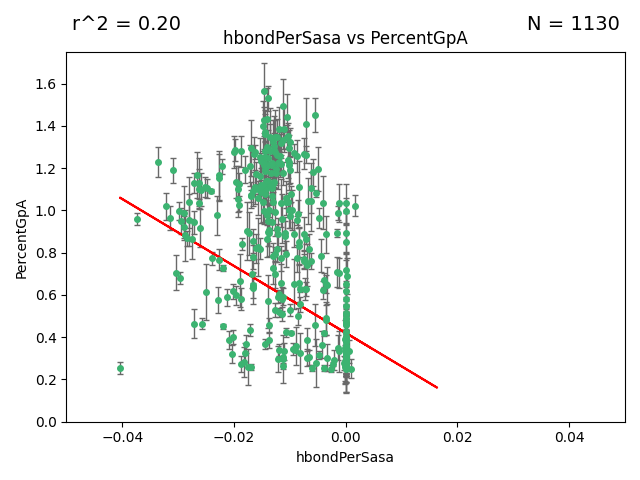 r^2 = 0.20
N = 1130
hbondPerSasa vs PercentGpA
PercentGpA
1.6
1.4
1.2
1.0
0.8
0.6
0.4
0.2
0.0
−0.04
−0.02
0.00
0.02
0.04
hbondPerSasa